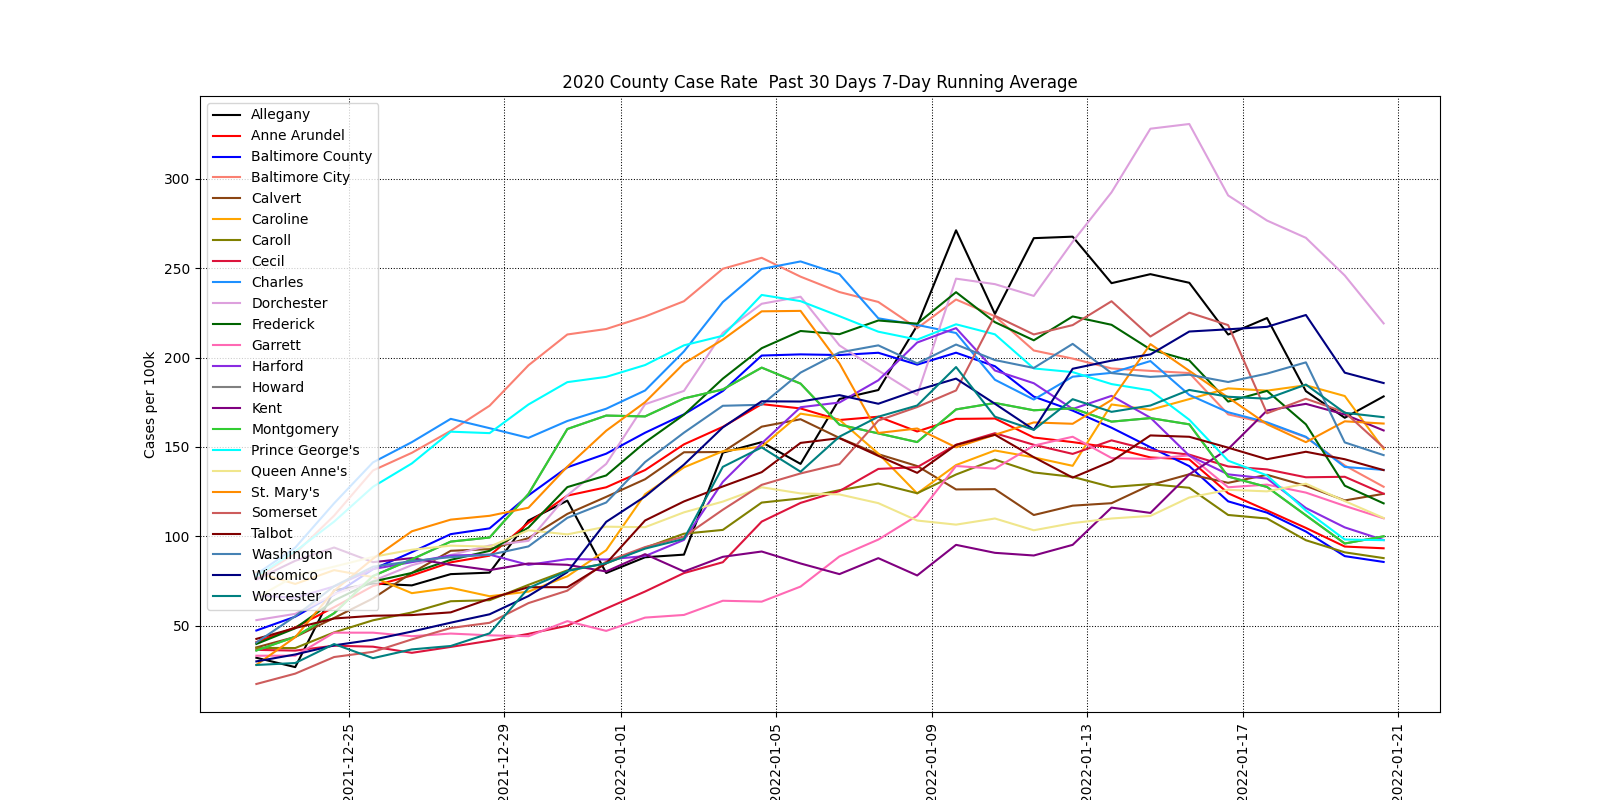 2020 County Case Rate  Past 30 Days 7-Day Running Average
Cases per 100k
300
250
200
150
100
50
Allegany
Anne Arundel
Baltimore County
Baltimore City
Calvert
Caroline
Caroll
Cecil
Charles
Dorchester
Frederick
Garrett
Harford
Howard
Kent
Montgomery
Prince George's
Queen Anne's
St. Mary's
Somerset
Talbot
Washington
Wicomico
Worcester
2021-12-25
2021-12-29
2022-01-01
2022-01-05
2022-01-09
2022-01-13
2022-01-17
2022-01-21